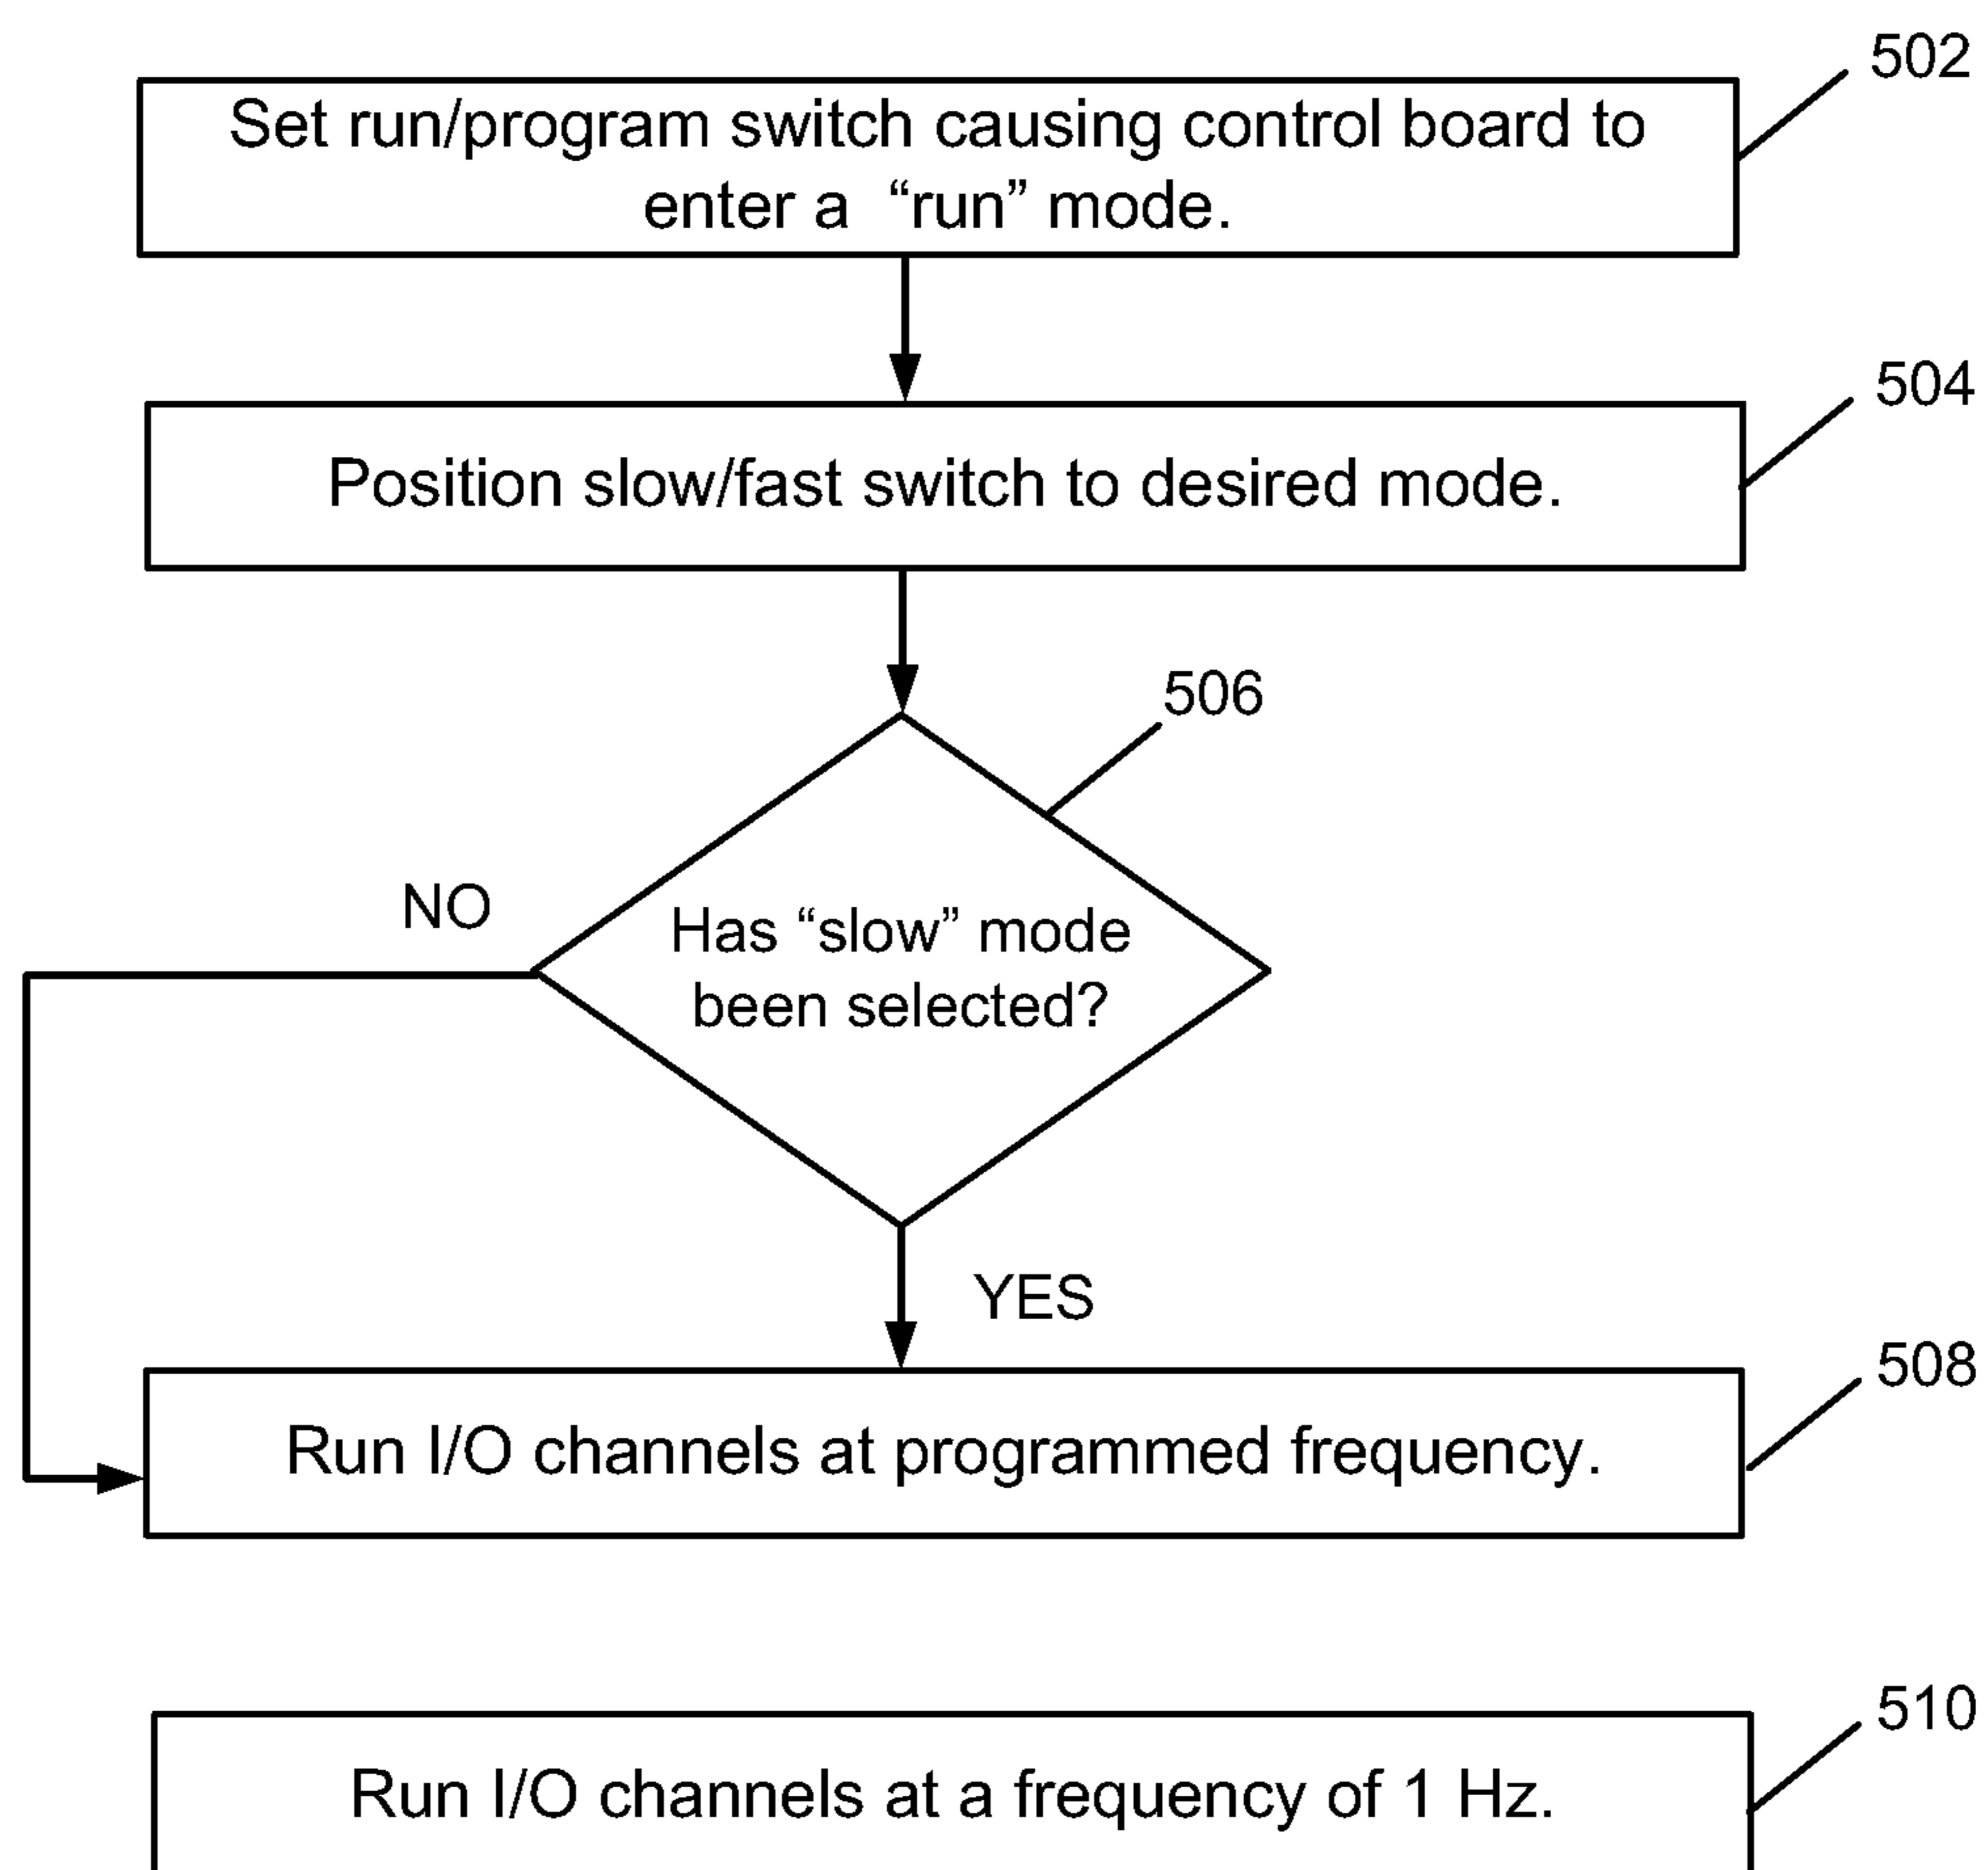 502
Set run/program switch causing control board to
enter a “run” mode.
504
Position slow/fast switch to desired mode.
506
NO
Has “slow” mode
been selected?
YES
508
Run I/O channels at programmed frequency.
510
Run I/O channels at a frequency of 1 Hz.